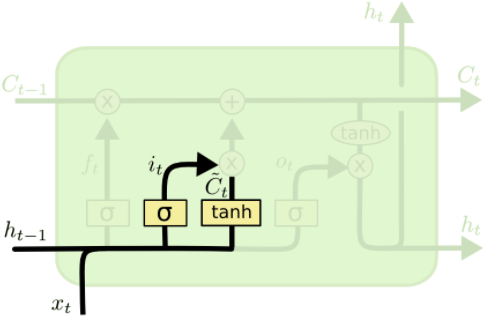 h_t
C_{t-1} × + C_t
tanh
f_t i_t × o_t ×
C̃_t
σ σ tanh σ
h_{t-1} h_t
x_t